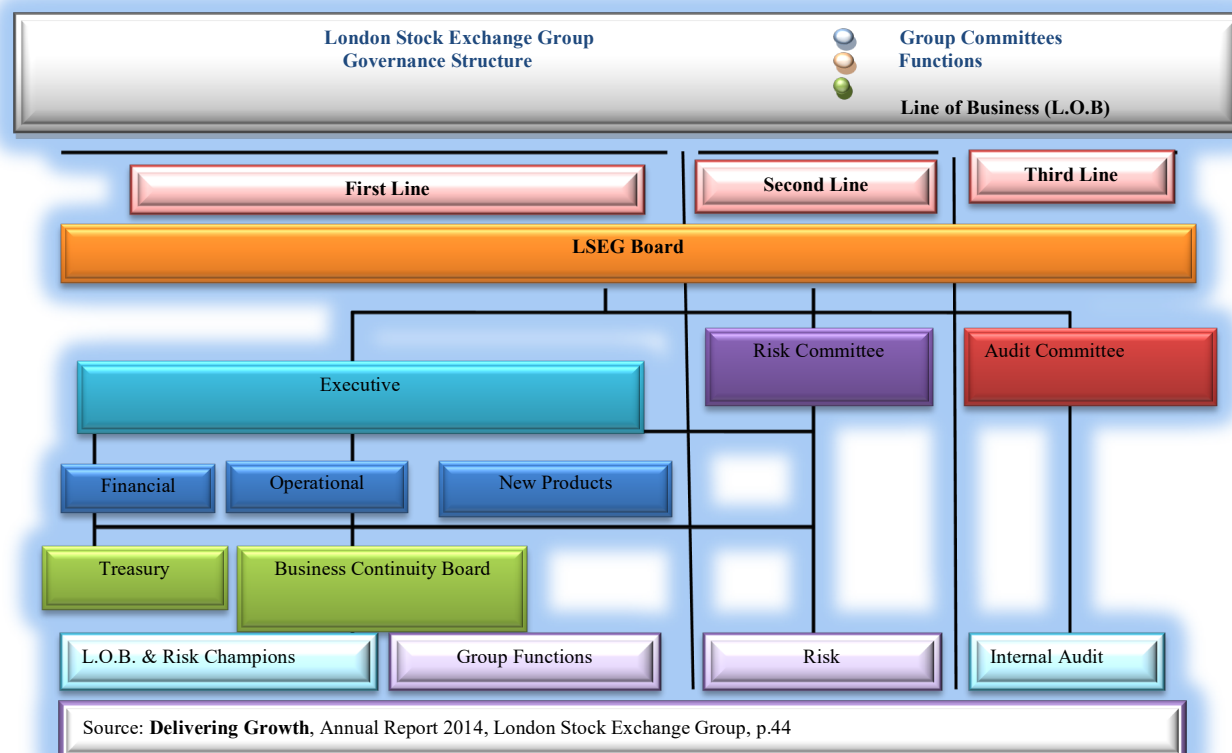 London Stock Exchange Group
Governance Structure
Group Committees
Functions
Line of Business (L.O.B)
First Line
Second Line
Third Line
LSEG Board
Risk Committee
Audit Committee
Executive
Financial
Operational
New Products
Treasury
Business Continuity Board
L.O.B. & Risk Champions
Group Functions
Risk
Internal Audit
Source: Delivering Growth, Annual Report 2014, London Stock Exchange Group, p.44